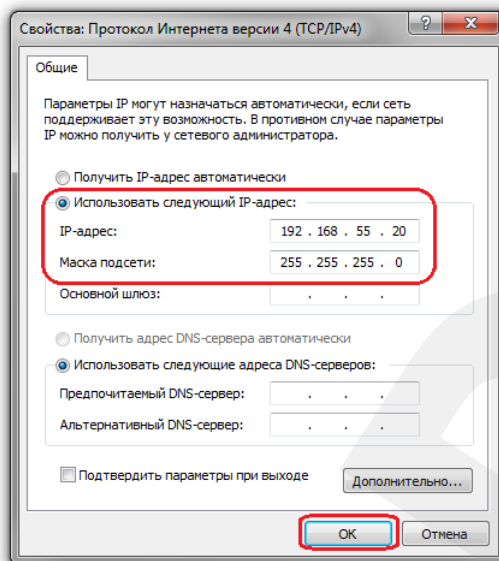 Свойства: Протокол Интернета версии 4 (TCP/IPv4)
?
X
Общие
Параметры IP могут назначаться автоматически, если сеть
поддерживает эту возможность. В противном случае параметры
IP можно получить у сетевого администратора.
Получить IP-адрес автоматически
Использовать следующий IP-адрес:
IP-адрес: 192 . 168 . 55 . 20
Маска подсети: 255 . 255 . 255 . 0
Основной шлюз: . . .
Получить адрес DNS-сервера автоматически
Использовать следующие адреса DNS-серверов:
Предпочитаемый DNS-сервер: . . .
Альтернативный DNS-сервер: . . .
Подтвердить параметры при выходе
Дополнительно...
ОК Отмена